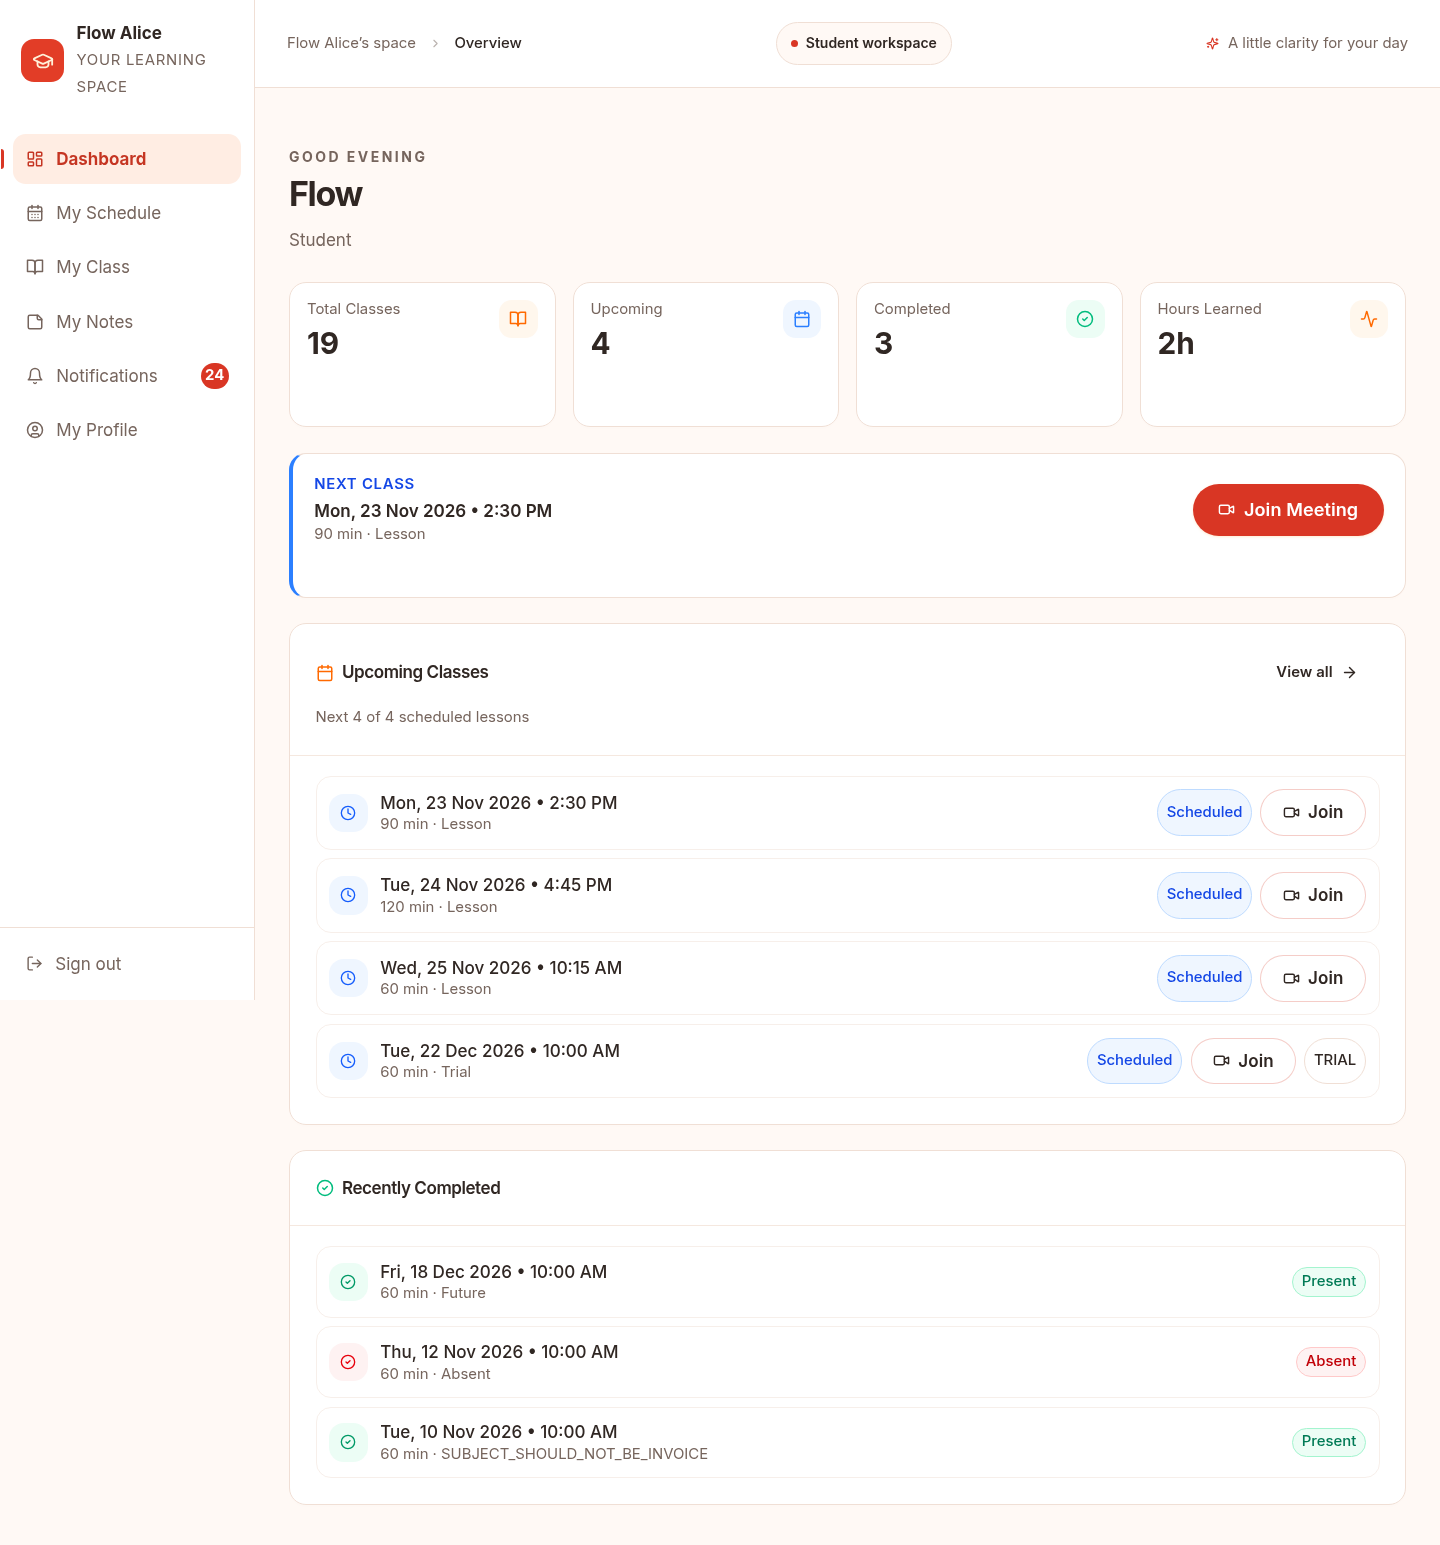 Flow Alice
YOUR LEARNING
SPACE
Dashboard
My Schedule
My Class
My Notes
Notifications 24
My Profile
Sign out
Flow Alice’s space › Overview
Student workspace
A little clarity for your day
GOOD EVENING
Flow
Student
Total Classes
19
Upcoming
4
Completed
3
Hours Learned
2h
NEXT CLASS
Mon, 23 Nov 2026 • 2:30 PM
90 min · Lesson
Join Meeting
Upcoming Classes
View all →
Next 4 of 4 scheduled lessons
Mon, 23 Nov 2026 • 2:30 PM
90 min · Lesson
Scheduled
Join
Tue, 24 Nov 2026 • 4:45 PM
120 min · Lesson
Scheduled
Join
Wed, 25 Nov 2026 • 10:15 AM
60 min · Lesson
Scheduled
Join
Tue, 22 Dec 2026 • 10:00 AM
60 min · Trial
Scheduled
Join
TRIAL
Recently Completed
Fri, 18 Dec 2026 • 10:00 AM
60 min · Future
Present
Thu, 12 Nov 2026 • 10:00 AM
60 min · Absent
Absent
Tue, 10 Nov 2026 • 10:00 AM
60 min · SUBJECT_SHOULD_NOT_BE_INVOICE
Present